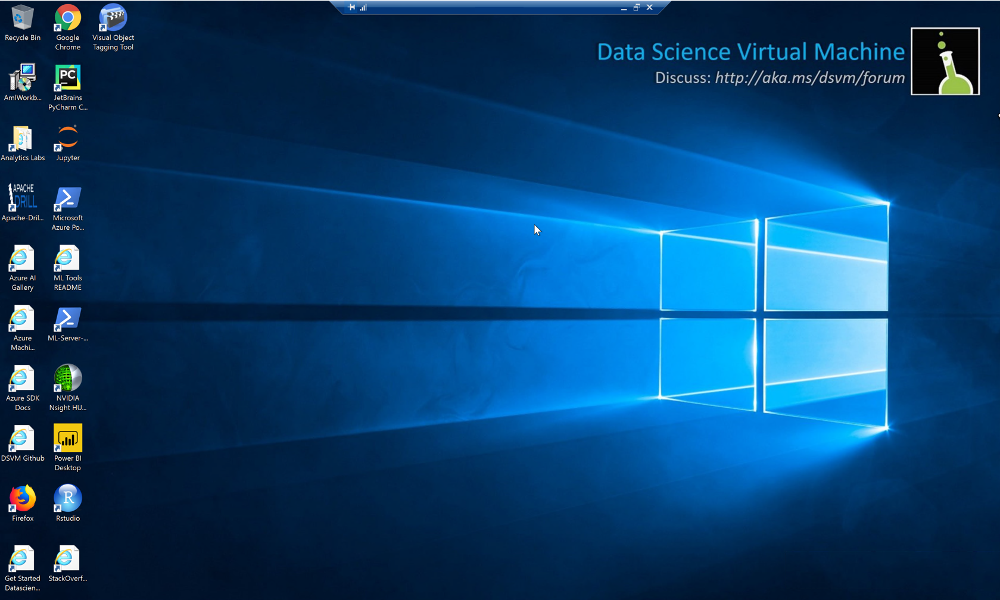 Data Science Virtual Machine
Discuss: http://aka.ms/dsvm/forum
Recycle Bin
Google
Chrome
Visual Object
Tagging Tool
AmlWorkb...
PC
JetBrains
PyCharm C...
Analytics Labs
Jupyter
APACHE
DRILL
Apache-Dril...
Microsoft
Azure Po...
Azure AI
Gallery
ML Tools
README
Azure
Machi...
ML-Server-...
Azure SDK
Docs
NVIDIA
Nsight HU...
DSVM Github
Power BI
Desktop
Firefox
R
Rstudio
Get Started
Datascien...
StackOverf...